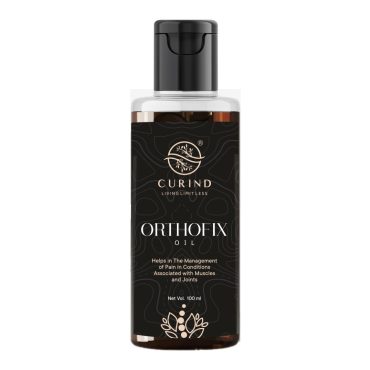 ®
CURIND
LIVING LIMITLESS
ORTHOFIX
OIL
Helps in The Management
of Pain in Conditions
Associated with Muscles
and Joints
Net Vol. 100 ml